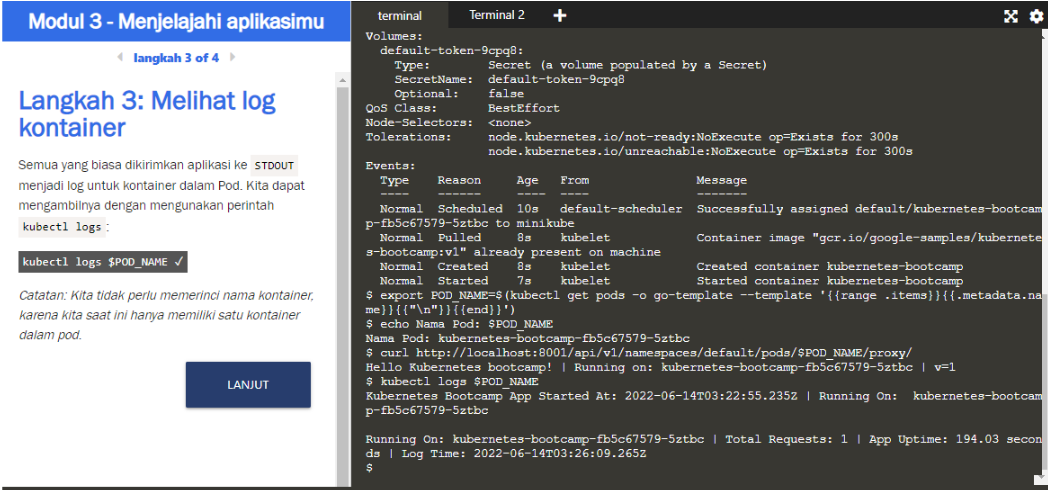 Modul 3 - Menjelajahi aplikasimu
langkah 3 of 4
Langkah 3: Melihat log
kontainer
Semua yang biasa dikirimkan aplikasi ke STDOUT
menjadi log untuk kontainer dalam Pod. Kita dapat
mengambilnya dengan mengunakan perintah
kubectl logs :
kubectl logs $POD_NAME ✓
Catatan: Kita tidak perlu memerinci nama kontainer,
karena kita saat ini hanya memiliki satu kontainer
dalam pod.
LANJUT
terminal Terminal 2 +
Volumes:
default-token-9cpq8:
Type: Secret (a volume populated by a Secret)
SecretName: default-token-9cpq8
Optional: false
QoS Class: BestEffort
Node-Selectors: <none>
Tolerations: node.kubernetes.io/not-ready:NoExecute op=Exists for 300s
node.kubernetes.io/unreachable:NoExecute op=Exists for 300s
Events:
Type Reason Age From Message
---- ------ ---- ---- -------
Normal Scheduled 10s default-scheduler Successfully assigned default/kubernetes-bootcam
p-fb5c67579-5ztbc to minikube
Normal Pulled 8s kubelet Container image "gcr.io/google-samples/kubernete
s-bootcamp:v1" already present on machine
Normal Created 8s kubelet Created container kubernetes-bootcamp
Normal Started 7s kubelet Started container kubernetes-bootcamp
$ export POD_NAME=$(kubectl get pods -o go-template --template '{{range .items}}{{.metadata.na
me}}{{"\n"}}{{end}}')
$ echo Nama Pod: $POD_NAME
Nama Pod: kubernetes-bootcamp-fb5c67579-5ztbc
$ curl http://localhost:8001/api/v1/namespaces/default/pods/$POD_NAME/proxy/
Hello Kubernetes bootcamp! | Running on: kubernetes-bootcamp-fb5c67579-5ztbc | v=1
$ kubectl logs $POD_NAME
Kubernetes Bootcamp App Started At: 2022-06-14T03:22:55.235Z | Running On: kubernetes-bootcam
p-fb5c67579-5ztbc
Running On: kubernetes-bootcamp-fb5c67579-5ztbc | Total Requests: 1 | App Uptime: 194.03 secon
ds | Log Time: 2022-06-14T03:26:09.265Z
$